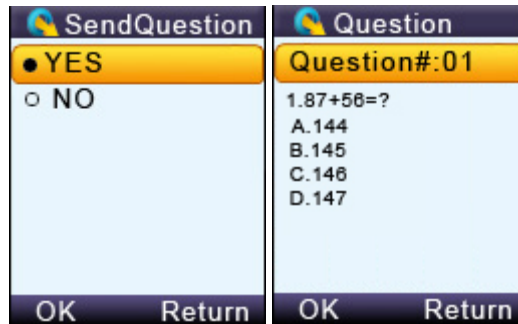 SendQuestion
YES
NO
OK Return
Question
Question#:01
1.87+56=?
A.144
B.145
C.146
D.147
OK Return